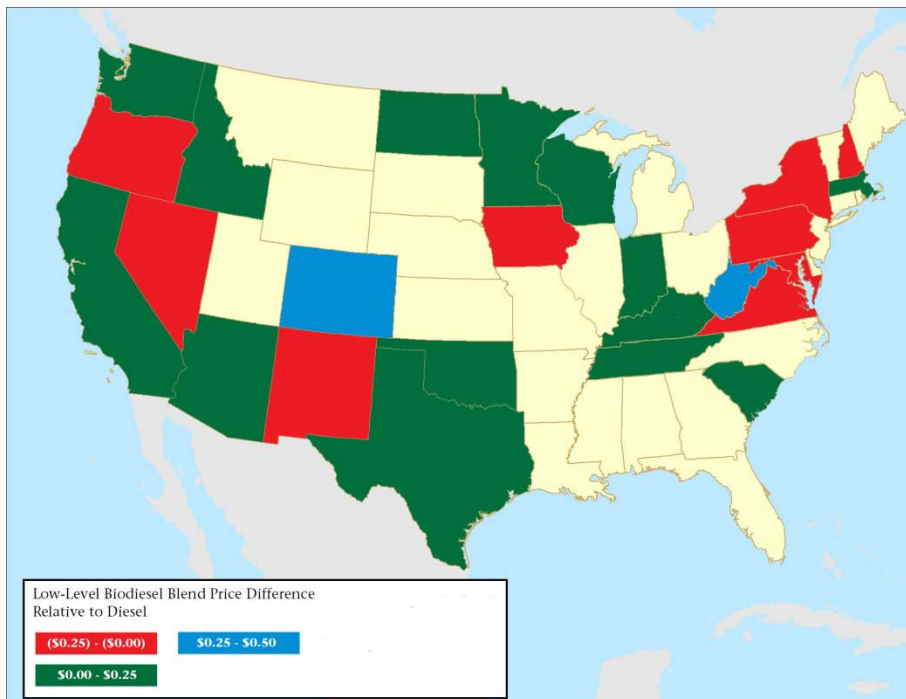 Low-Level Biodiesel Blend Price Difference
Relative to Diesel
($0.25) - ($0.00)
$0.25 - $0.50
$0.00 - $0.25